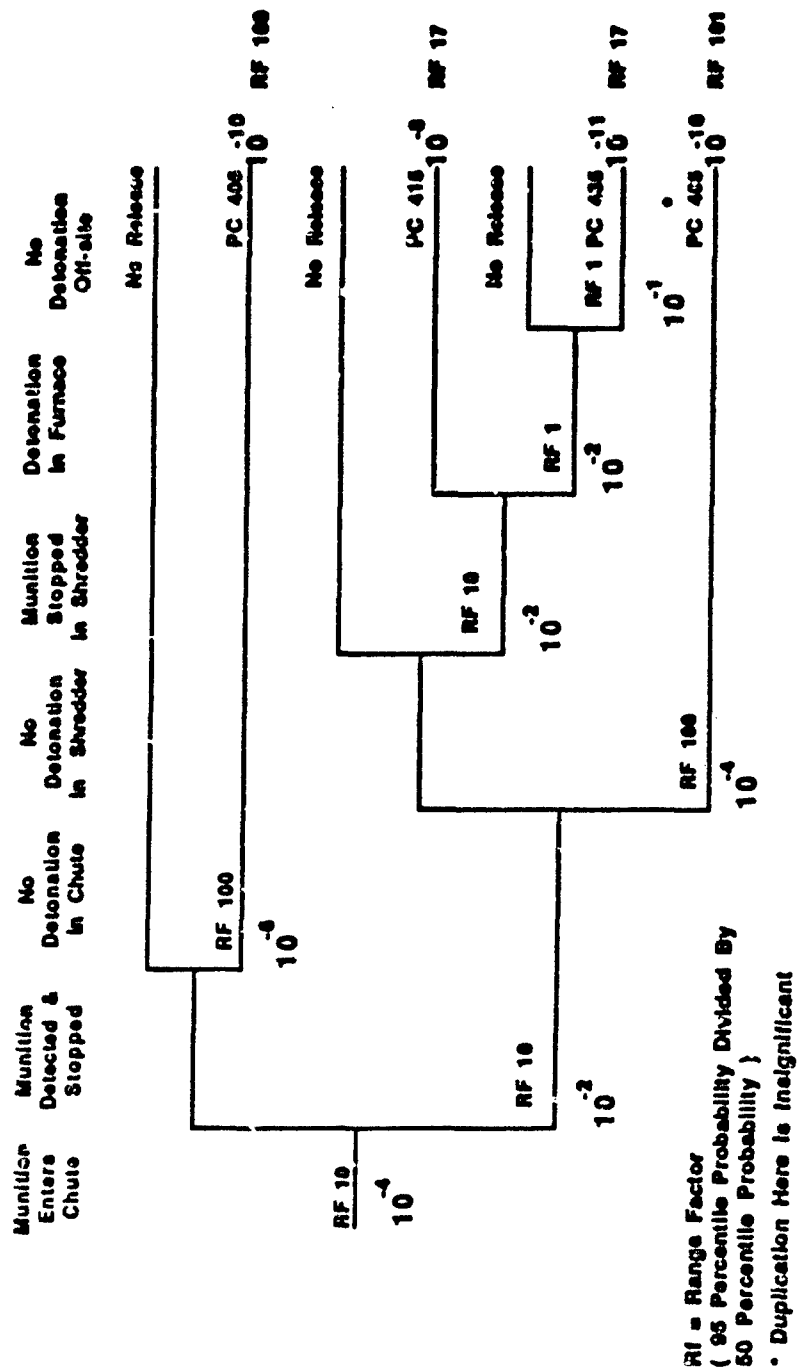 Munition
Enters
Chute
Munition
Detected &
Stopped
No
Detonation
In Chute
No
Detonation
In Shredder
Munition
Stopped
In Shredder
Detonation
In Furnace
No
Detonation
Off-site
RF 10
10-4
RF 10
10-2
RF 100
10-6
No Release
PC 405
10-10
RF 100
No Release
RF 10
10-2
PC 415
10-8
RF 17
RF 1
10-2
No Release
RF 1 PC 435
10-1
10-11
RF 17
RF 100
10-4
PC 465 *
10-10
RF 101
Rf = Range Factor
( 95 Percentile Probability Divided By
50 Percentile Probability }
* Duplication Here Is Insignificant